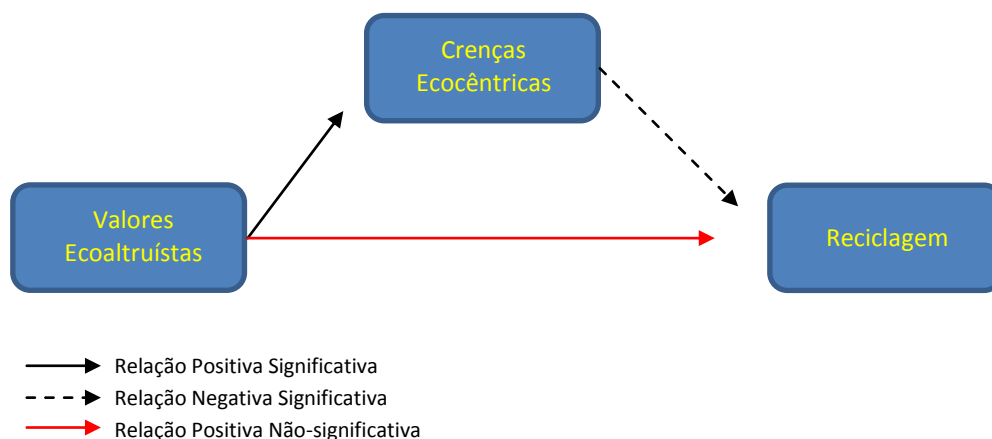 Crenças
Ecocêntricas
Valores
Ecoaltruístas
Reciclagem
Relação Positiva Significativa
Relação Negativa Significativa
Relação Positiva Não-significativa